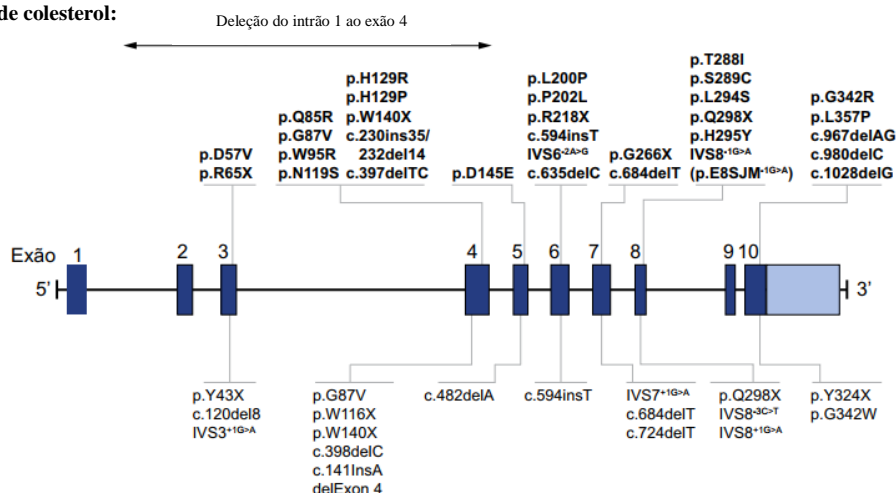 de colesterol:
Deleção do intrão 1 ao exão 4
p.D57V
p.R65X
p.Q85R
p.G87V
p.W95R
p.N119S
p.H129R
p.H129P
p.W140X
c.230ins35/
232del14
c.397delTC
p.D145E
p.L200P
p.P202L
p.R218X
c.594insT
IVS6-2A>G
c.635delC
p.G266X
c.684delT
p.T288I
p.S289C
p.L294S
p.Q298X
p.H295Y
IVS8-1G>A
(p.E8SJM-1G>A)
p.G342R
p.L357P
c.967delAG
c.980delC
c.1028delG
Exão 1 2 3 4 5 6 7 8 9 10
5' 3'
p.Y43X
c.120del8
IVS3+1G>A
p.G87V
p.W116X
p.W140X
c.398delC
c.141InsA
delExon 4
c.482delA
c.594insT
IVS7+1G>A
c.684delT
c.724delT
p.Q298X
IVS8-3C>T
IVS8+1G>A
p.Y324X
p.G342W